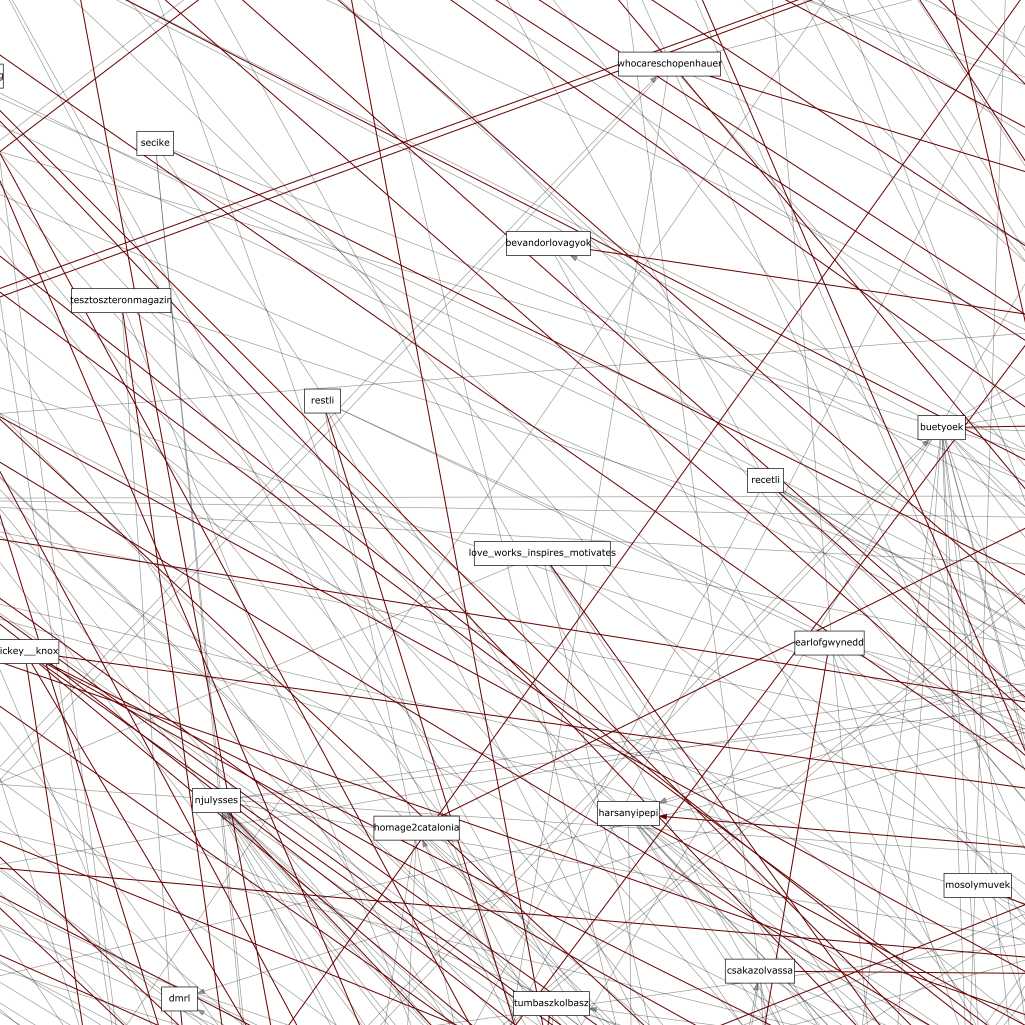 whocareschopenhauer
secike
bevandorlovagyok
tesztoszteronmagazin
restli
buetyoek
recetli
love_works_inspires_motivates
earlofgwynedd
ickey__knox
njulysses
harsanyipepi
homage2catalonia
mosolymuvek
csakazolvassa
dmrl
tumbaszkolbasz